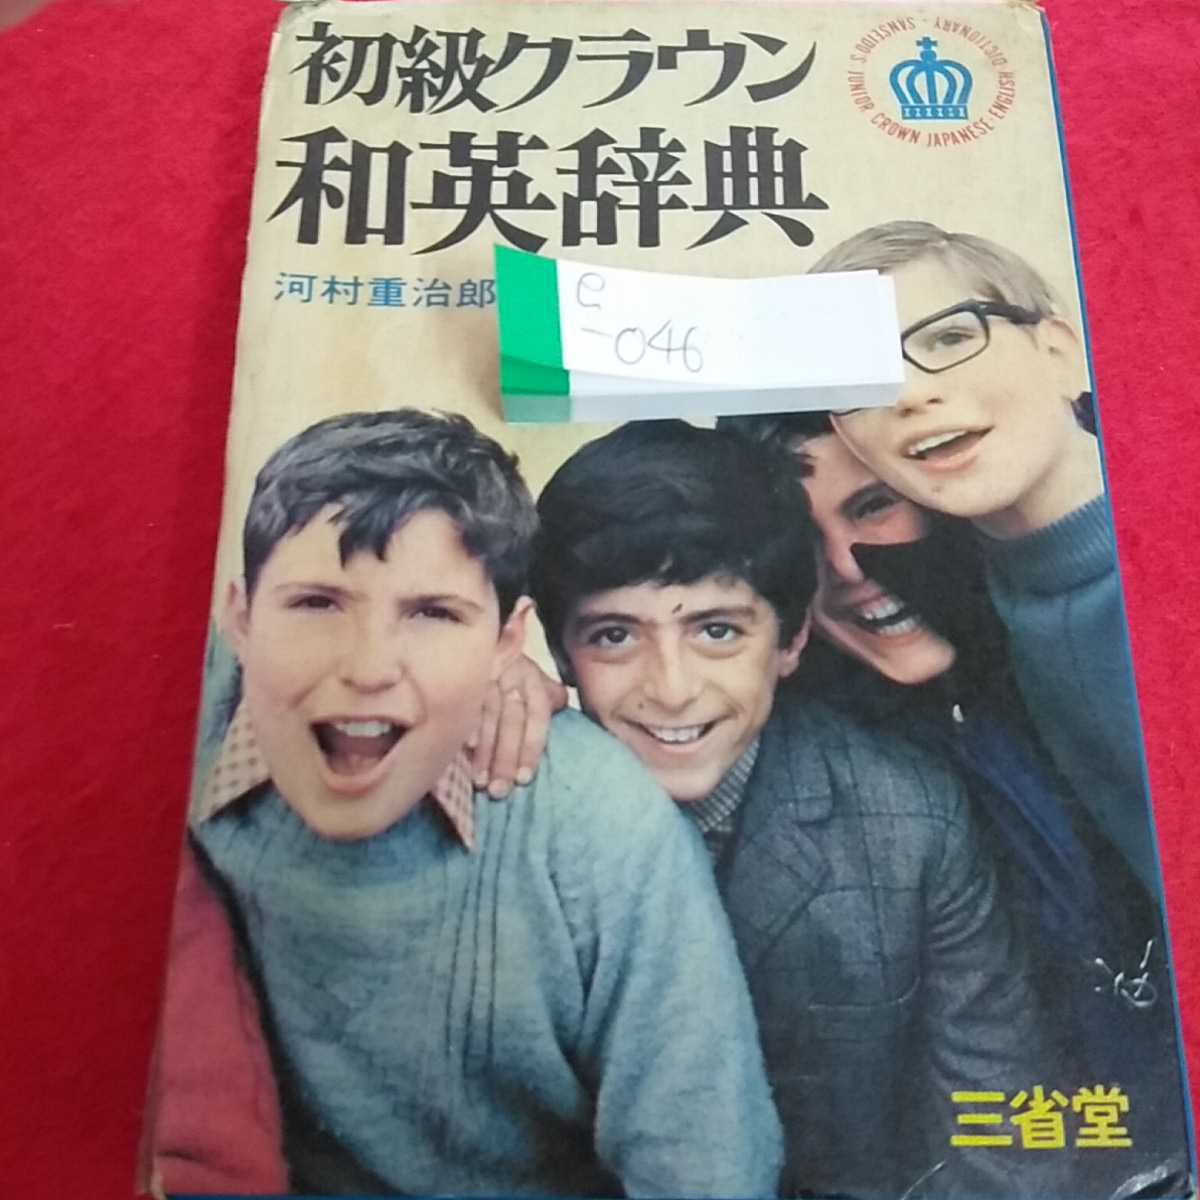 初級クラウン
和英辞典
SANSEIDO'S JUNIOR CROWN JAPANESE-ENGLISH DICTIONARY
河村重治郎
e
-046
三省堂